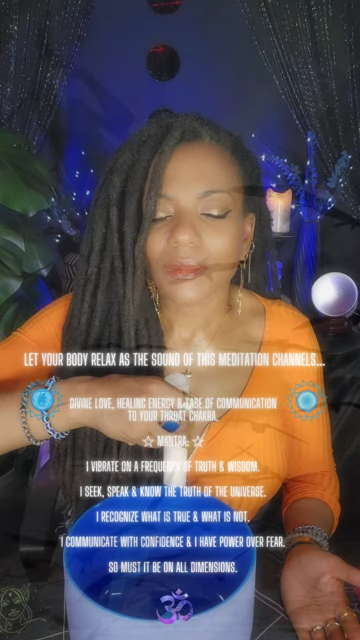 LET YOUR BODY RELAX AS THE SOUND OF THIS MEDITATION CHANNELS...
DIVINE LOVE, HEALING ENERGY & EASE OF COMMUNICATION
TO YOUR THROAT CHAKRA.
☆ MANTRA: ☆
I VIBRATE ON A FREQUENCY OF TRUTH & WISDOM.
I SEEK, SPEAK & KNOW THE TRUTH OF THE UNIVERSE.
I RECOGNIZE WHAT IS TRUE & WHAT IS NOT.
I COMMUNICATE WITH CONFIDENCE & I HAVE POWER OVER FEAR.
SO MUST IT BE ON ALL DIMENSIONS.
ॐ